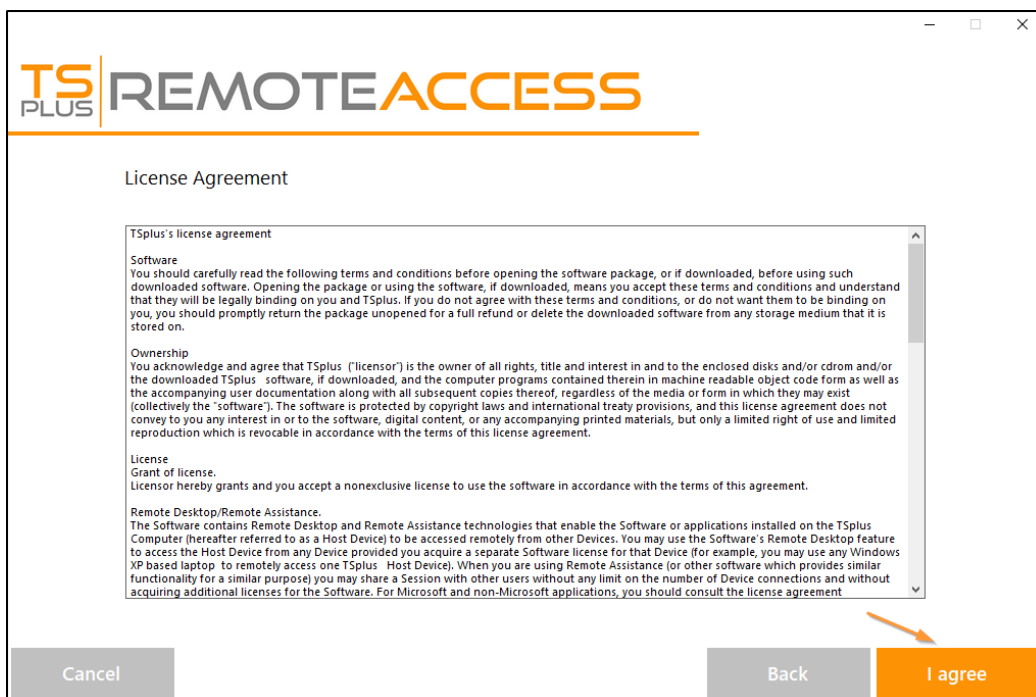 TS PLUS REMOTEACCESS
License Agreement
TSplus's license agreement
Software
You should carefully read the following terms and conditions before opening the software package, or if downloaded, before using such
downloaded software. Opening the package or using the software, if downloaded, means you accept these terms and conditions and understand
that they will be legally binding on you and TSplus. If you do not agree with these terms and conditions, or do not want them to be binding on
you, you should promptly return the package unopened for a full refund or delete the downloaded software from any storage medium that it is
stored on.
Ownership
You acknowledge and agree that TSplus ("licensor") is the owner of all rights, title and interest in and to the enclosed disks and/or cdrom and/or
the downloaded TSplus software, if downloaded, and the computer programs contained therein in machine readable object code form as well as
the accompanying user documentation along with all subsequent copies thereof, regardless of the media or form in which they may exist
(collectively the "software"). The software is protected by copyright laws and international treaty provisions, and this license agreement does not
convey to you any interest in or to the software, digital content, or any accompanying printed materials, but only a limited right of use and limited
reproduction which is revocable in accordance with the terms of this license agreement.
License
Grant of license.
Licensor hereby grants and you accept a nonexclusive license to use the software in accordance with the terms of this agreement.
Remote Desktop/Remote Assistance.
The Software contains Remote Desktop and Remote Assistance technologies that enable the Software or applications installed on the TSplus
Computer (hereafter referred to as a Host Device) to be accessed remotely from other Devices. You may use the Software's Remote Desktop feature
to access the Host Device from any Device provided you acquire a separate Software license for that Device (for example, you may use any Windows
XP based laptop to remotely access one TSplus Host Device). When you are using Remote Assistance (or other software which provides similar
functionality for a similar purpose) you may share a Session with other users without any limit on the number of Device connections and without
acquiring additional licenses for the Software. For Microsoft and non-Microsoft applications, you should consult the license agreement
Cancel
Back
I agree